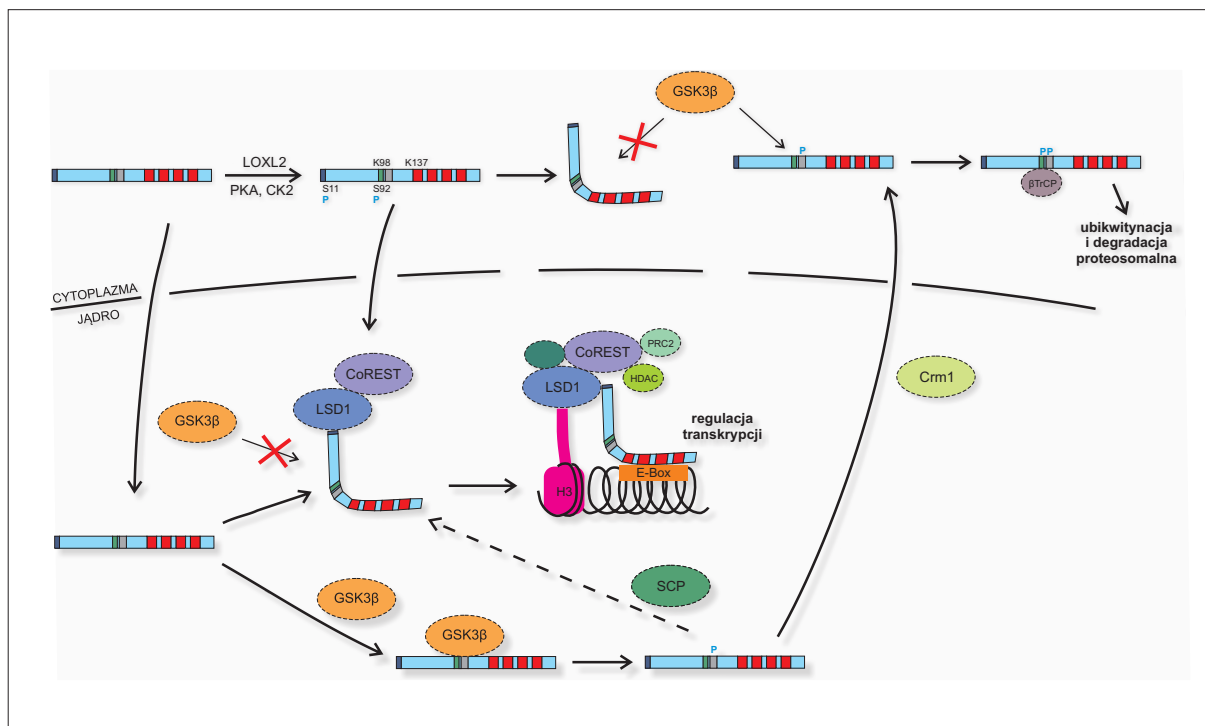 GSK3β
LOXL2
PKA, CK2
K98
K137
S11
P
S92
P
P
PP
βTrCP
ubikwitynacja
i degradacja
proteosomalna
CYTOPLAZMA
JĄDRO
CoREST
LSD1
GSK3β
CoREST
PRC2
HDAC
LSD1
regulacja
transkrypcji
E-Box
H3
Crm1
GSK3β
GSK3β
SCP
P